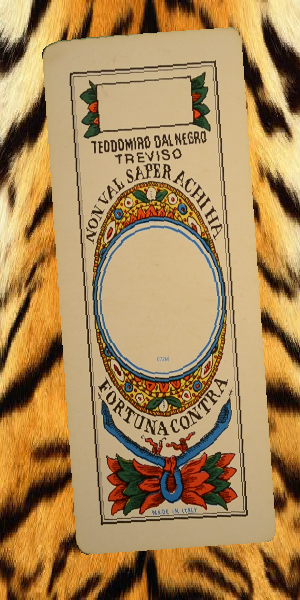 TEODOMIRO DAL NEGRO
TREVISO
NON VAL SAPER A CHI HA
FORTUNA CONTRA
MADE IN ITALY